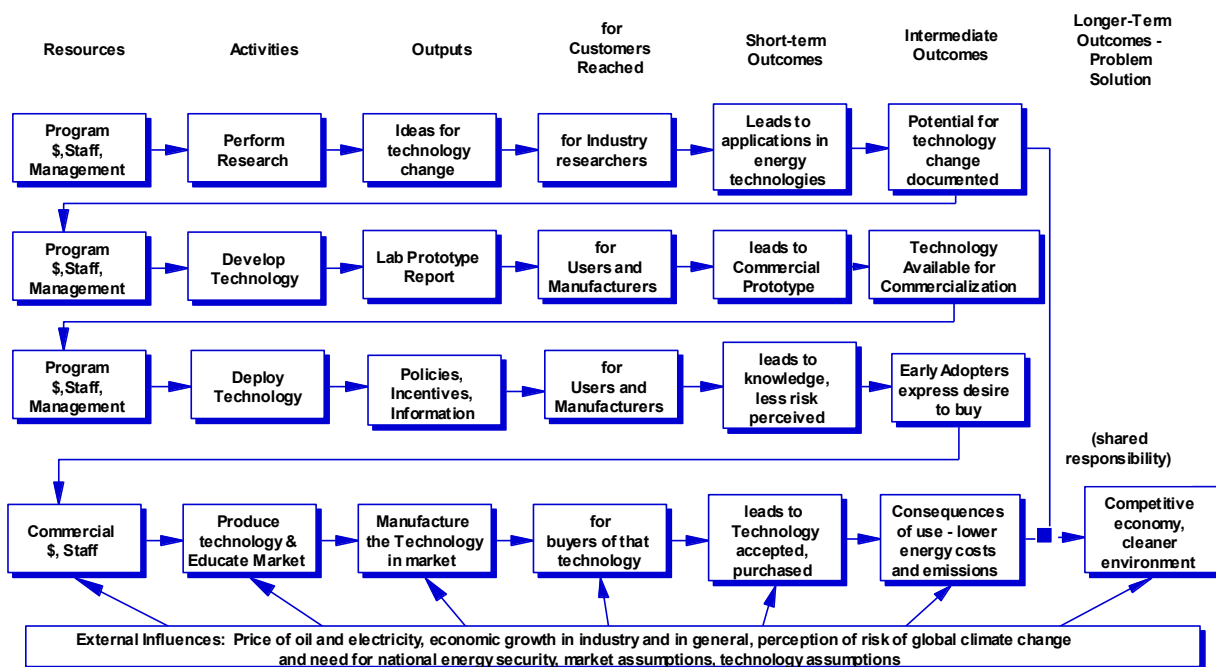 Resources
Activities
Outputs
for
Customers
Reached
Short-term
Outcomes
Intermediate
Outcomes
Longer-Term
Outcomes -
Problem
Solution
Program
$,Staff,
Management
Perform
Research
Ideas for
technology
change
for Industry
researchers
Leads to
applications in
energy
technologies
Potential for
technology
change
documented
Program
$,Staff,
Management
Develop
Technology
Lab Prototype
Report
for
Users and
Manufacturers
leads to
Commercial
Prototype
Technology
Available for
Commercialization
Program
$,Staff,
Management
Deploy
Technology
Policies,
Incentives,
Information
for
Users and
Manufacturers
leads to
knowledge,
less risk
perceived
Early Adopters
express desire
to buy
(shared
responsibility)
Commercial
$, Staff
Produce
technology &
Educate Market
Manufacture
the Technology
in market
for
buyers of that
technology
leads to
Technology
accepted,
purchased
Consequences
of use - lower
energy costs
and emissions
Competitive
economy,
cleaner
environment
External Influences: Price of oil and electricity, economic growth in industry and in general, perception of risk of global climate change
and need for national energy security, market assumptions, technology assumptions